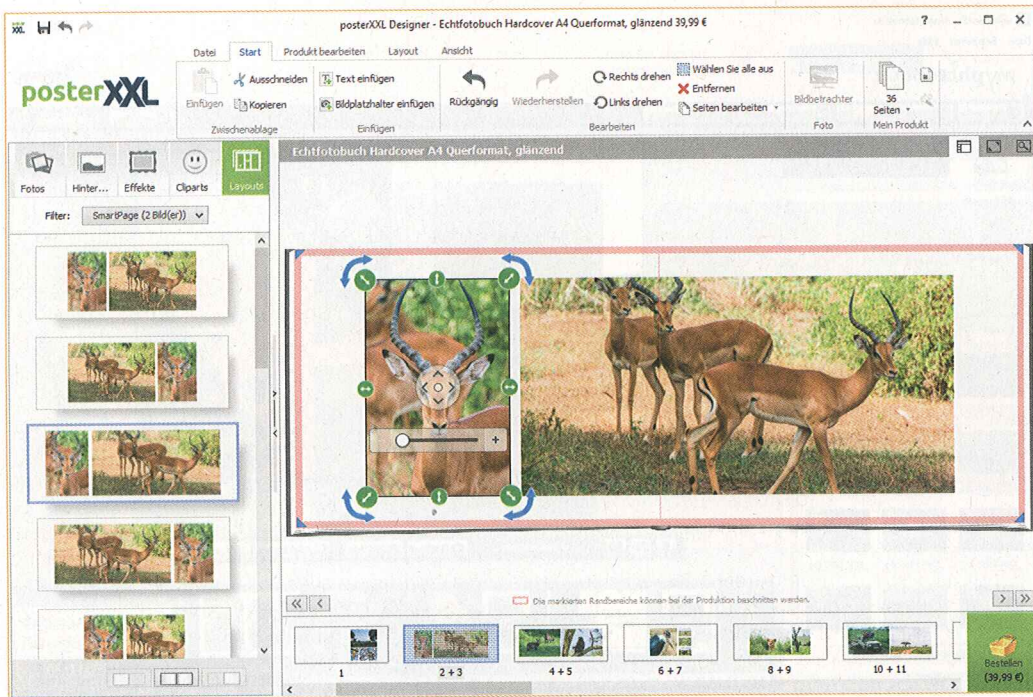 posterXXL Designer - Echtfotobuch Hardcover A4 Querformat, glänzend 39,99 €
Datei Start Produkt bearbeiten Layout Ansicht
posterXXL
Einfügen
Ausschneiden
Kopieren
Zwischenablage
Text einfügen
Bildplatzhalter einfügen
Einfügen
Rückgängig
Wiederherstellen
Rechts drehen
Links drehen
Wählen Sie alle aus
Entfernen
Seiten bearbeiten
Bearbeiten
Bildbetrachter
Foto
36
Seiten
Mein Produkt
Fotos Hinter... Effekte Cliparts Layouts
Filter: SmartPage (2 Bild(er))
Echtfotobuch Hardcover A4 Querformat, glänzend
Die markierten Randbereiche können bei der Produktion beschnitten werden.
1 2 + 3 4 + 5 6 + 7 8 + 9 10 + 11
Bestellen
(39,99 €)